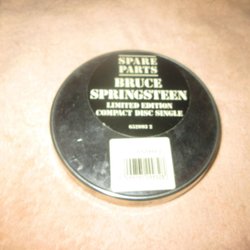 SPARE
PARTS
BRUCE
SPRINGSTEEN
LIMITED EDITION
COMPACT DISC SINGLE